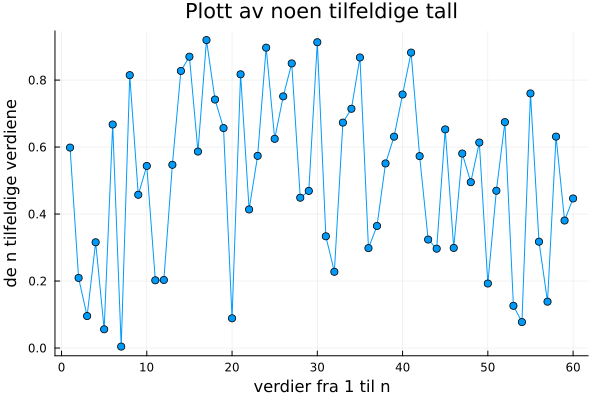 Plott av noen tilfeldige tall
de n tilfeldige verdiene
0.8
0.6
0.4
0.2
0.0
0 10 20 30 40 50 60
verdier fra 1 til n